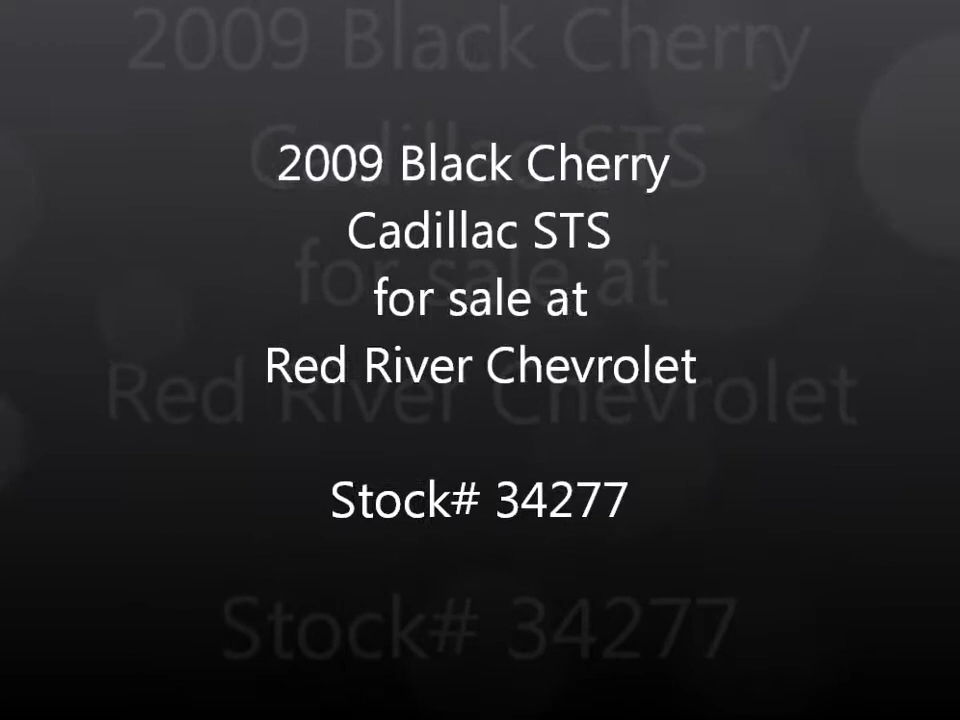 2009 Black Cherry
Cadillac STS
for sale at
Red River Chevrolet
Stock# 34277